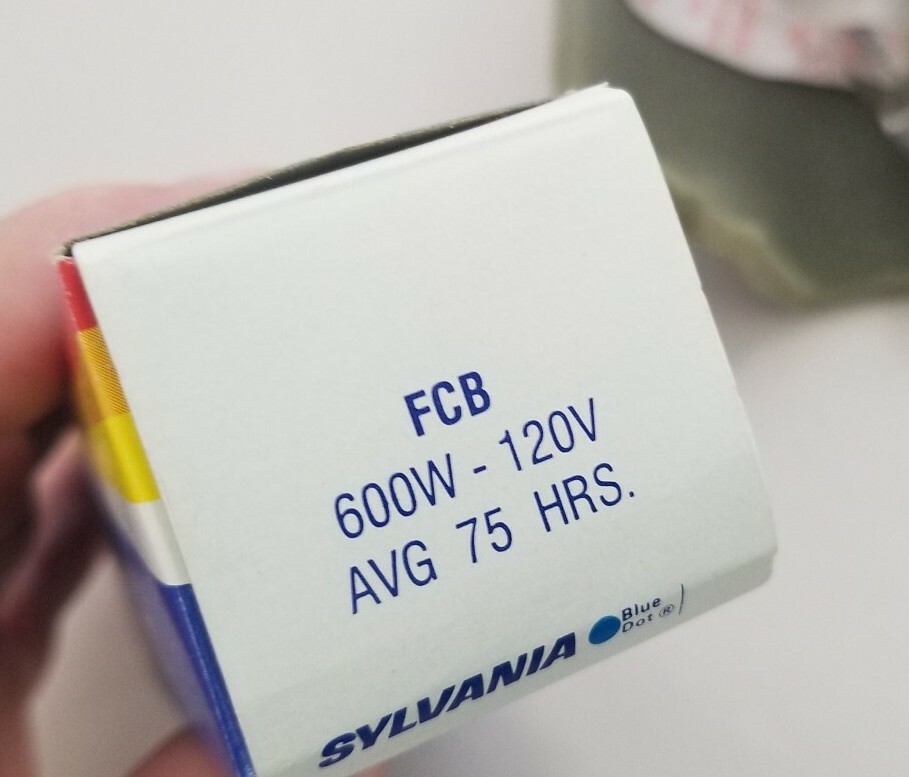 FCB
600W - 120V
AVG 75 HRS.
SYLVANIA Blue
Dot ®